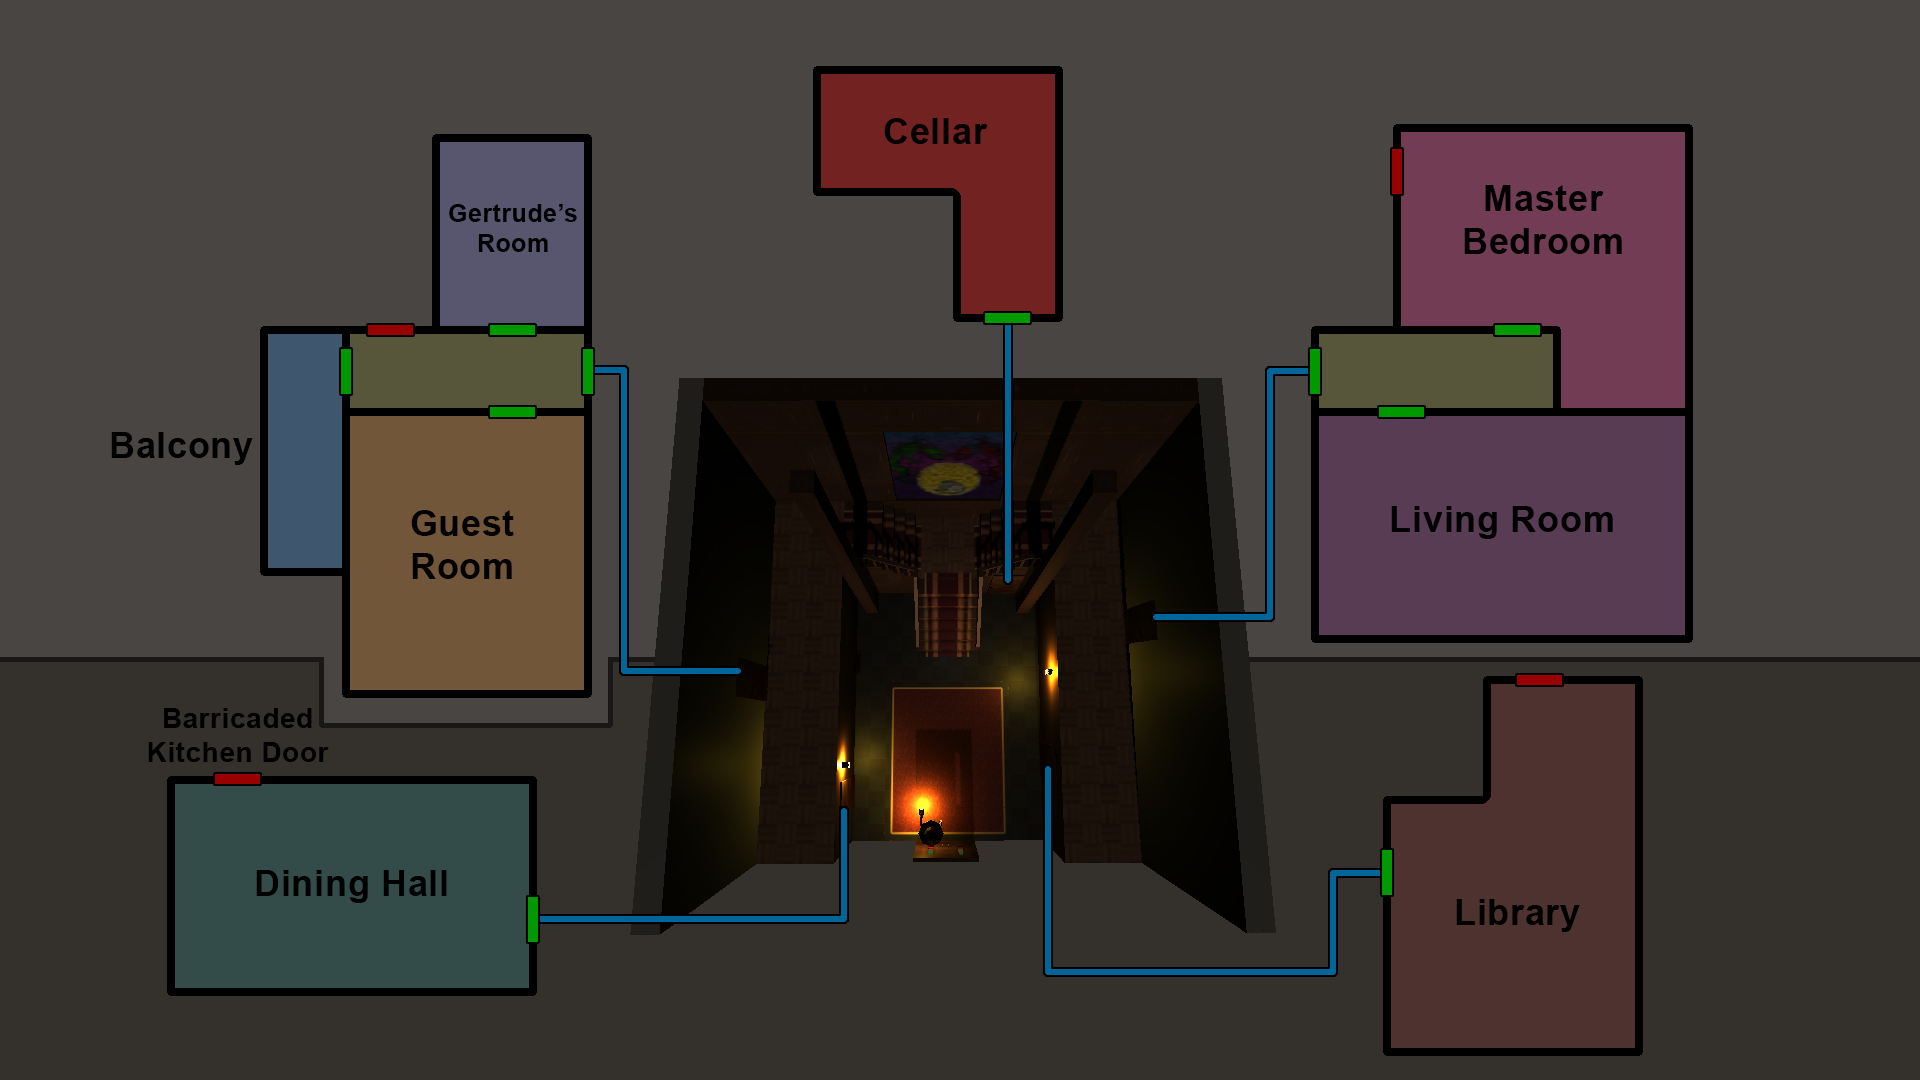 Cellar
Gertrude’s
Room
Master
Bedroom
Balcony
Guest
Room
Living Room
Barricaded
Kitchen Door
Dining Hall
Library